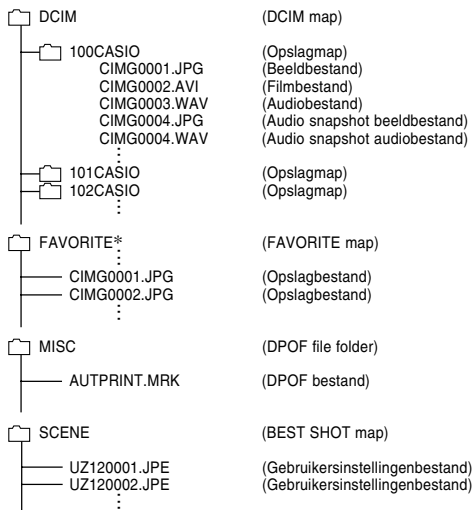 DCIM (DCIM map)
100CASIO (Opslagmap)
CIMG0001.JPG (Beeldbestand)
CIMG0002.AVI (Filmbestand)
CIMG0003.WAV (Audiobestand)
CIMG0004.JPG (Audio snapshot beeldbestand)
CIMG0004.WAV (Audio snapshot audiobestand)
101CASIO (Opslagmap)
102CASIO (Opslagmap)
FAVORITE* (FAVORITE map)
CIMG0001.JPG (Opslagbestand)
CIMG0002.JPG (Opslagbestand)
MISC (DPOF file folder)
AUTPRINT.MRK (DPOF bestand)
SCENE (BEST SHOT map)
UZ120001.JPE (Gebruikersinstellingenbestand)
UZ120002.JPE (Gebruikersinstellingenbestand)